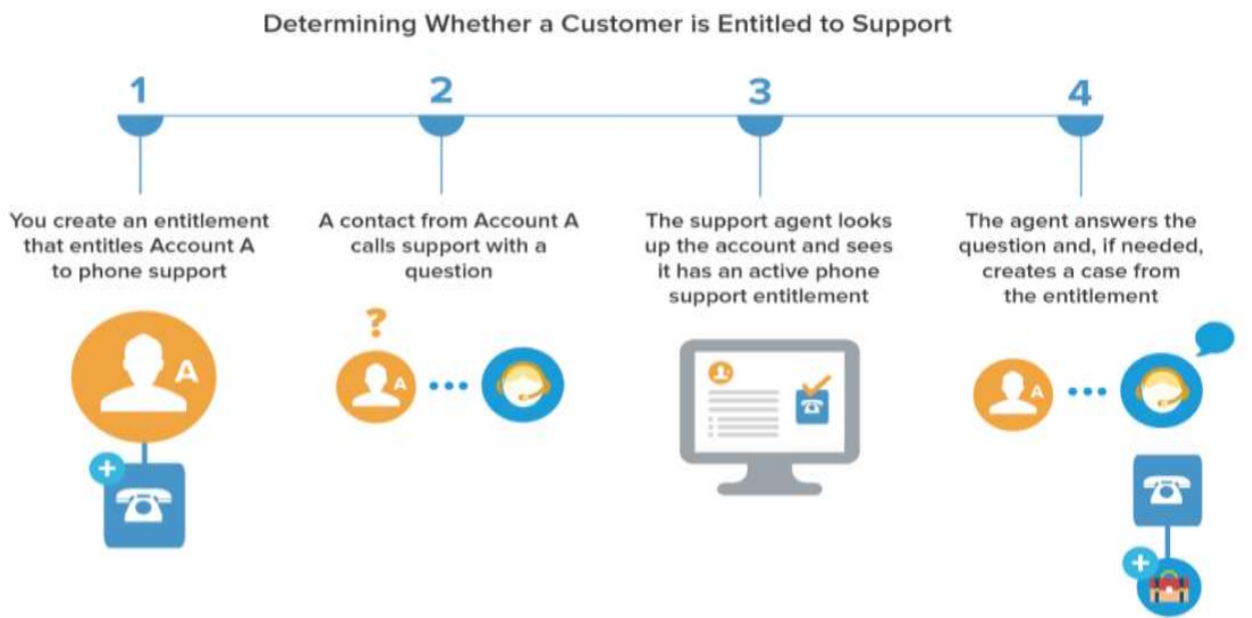 Determining Whether a Customer is Entitled to Support
1
2
3
4
You create an entitlement
that entitles Account A
to phone support
A contact from Account A
calls support with a
question
The support agent looks
up the account and sees
it has an active phone
support entitlement
The agent answers the
question and, if needed,
creates a case from
the entitlement
A
?
A
A